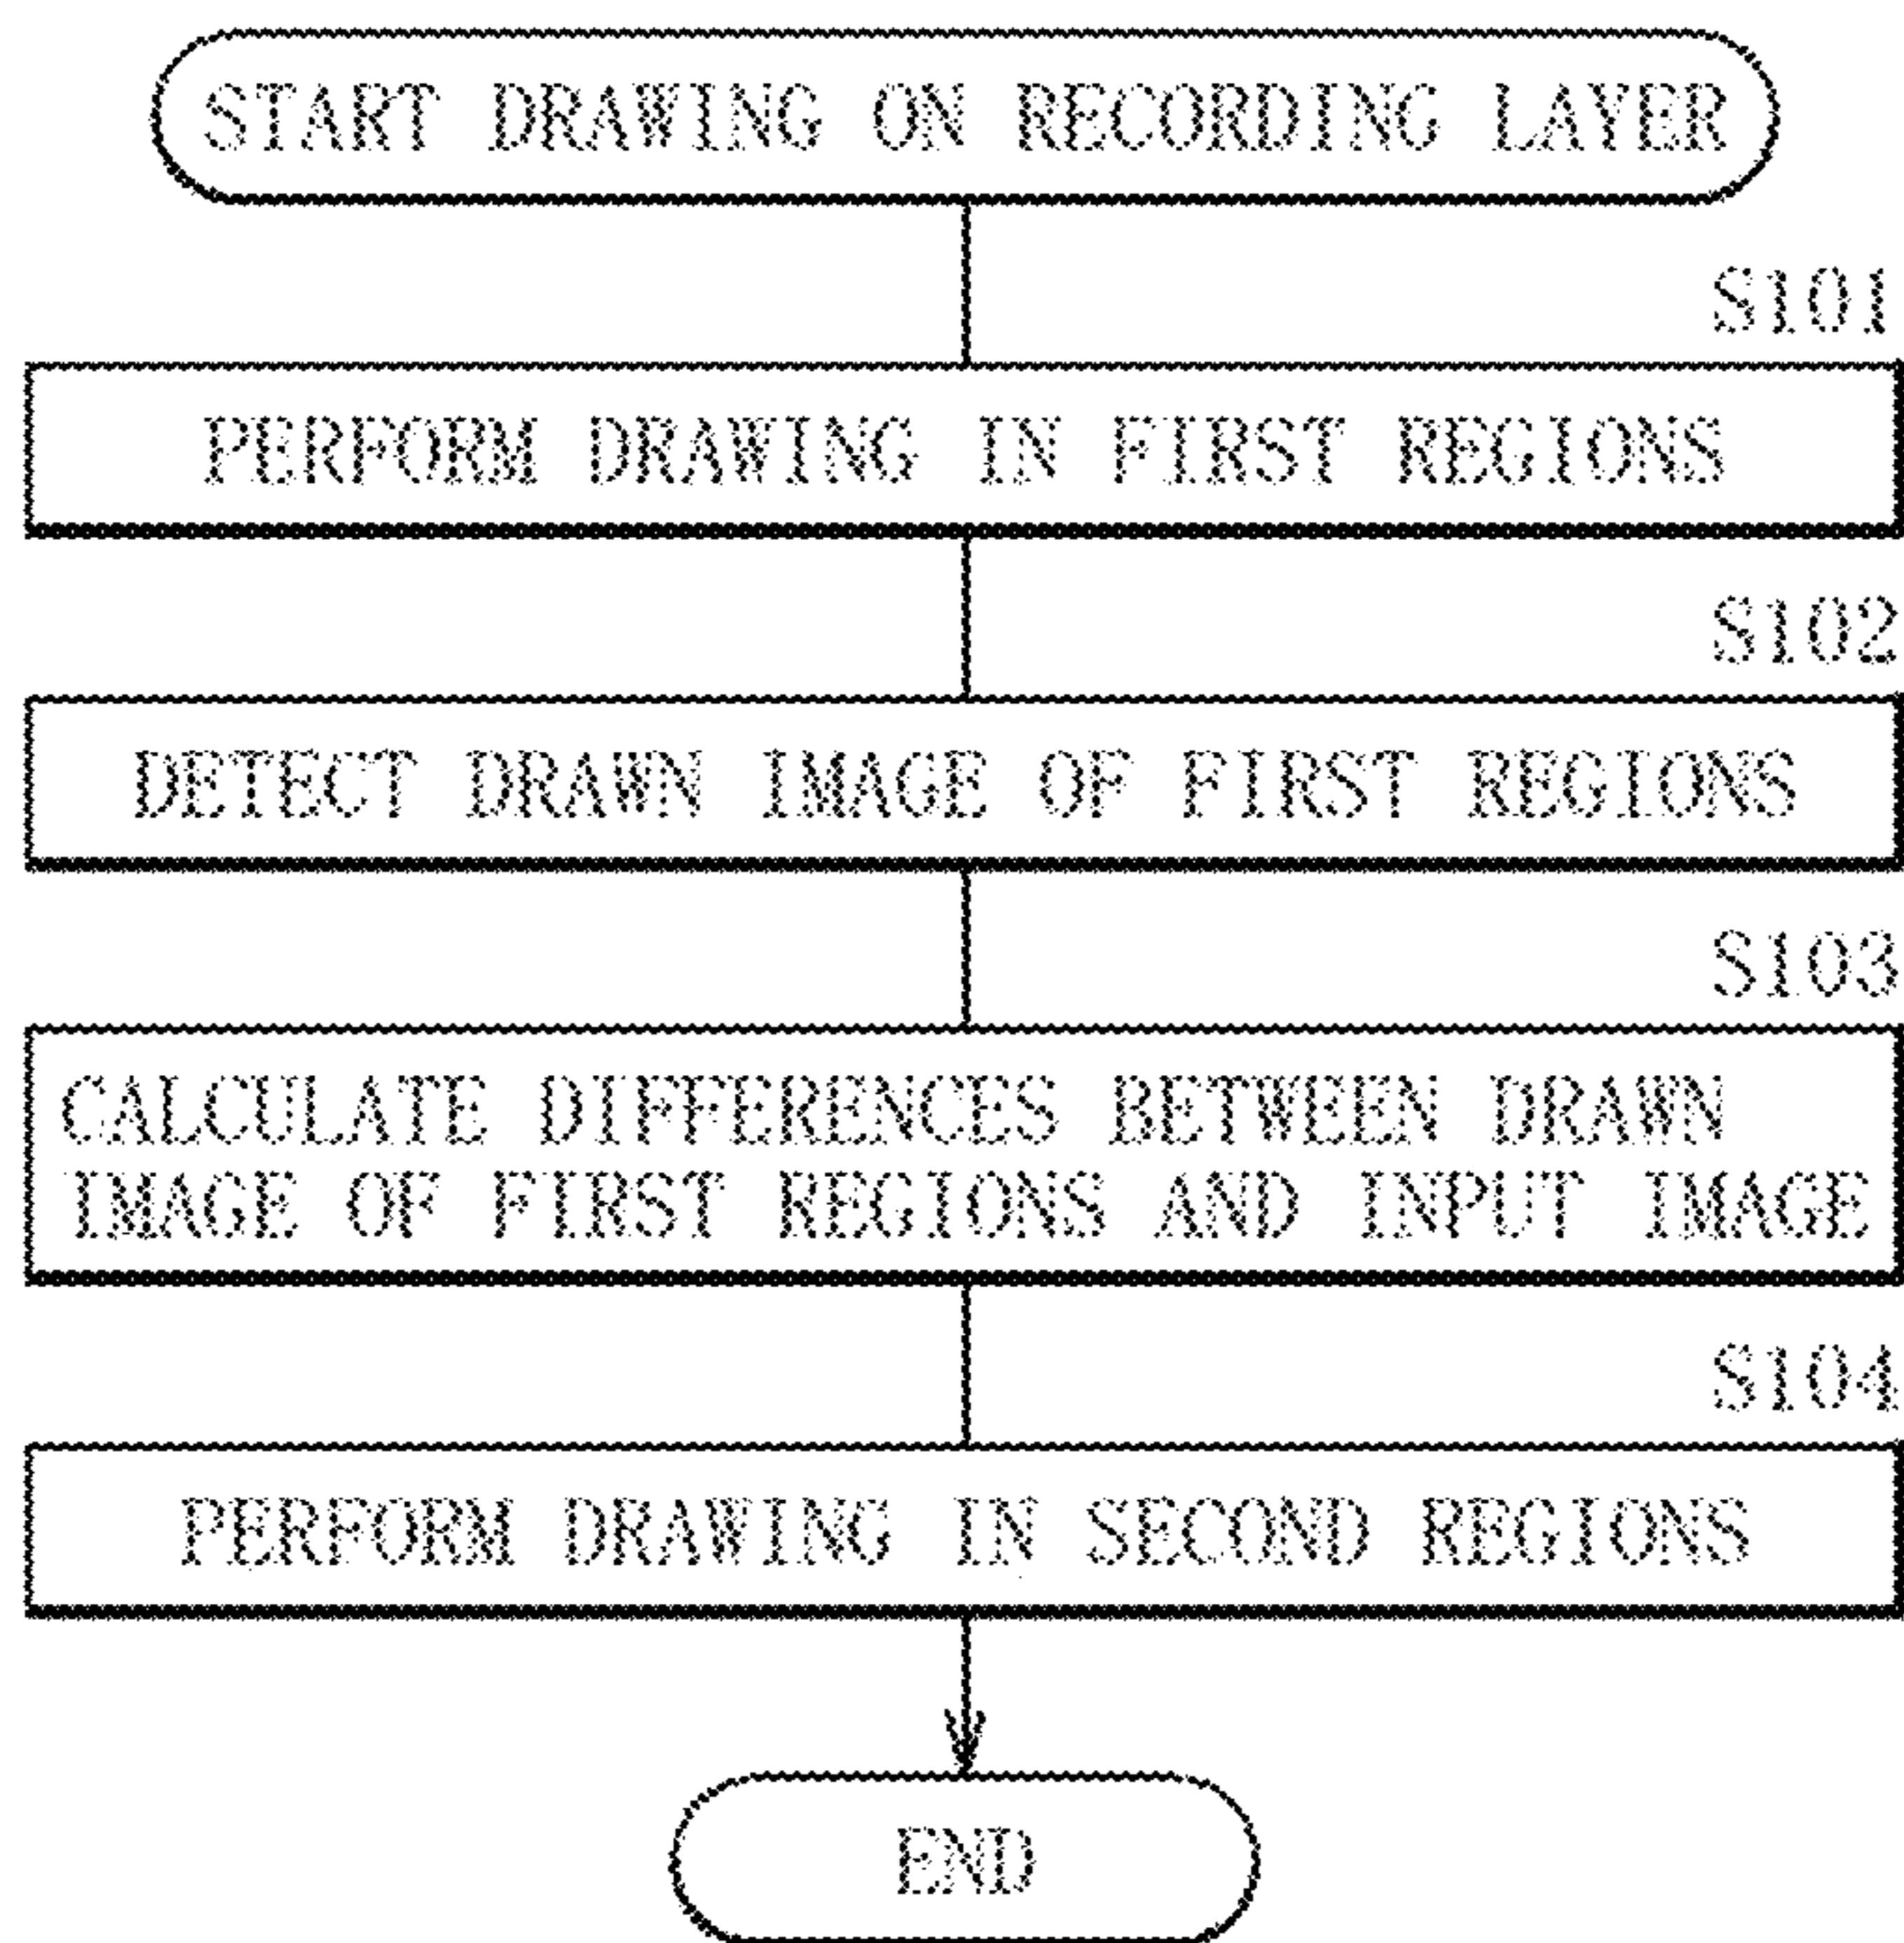 START DRAWING ON RECORDING LAYER
S101
PERFORM DRAWING IN FIRST REGIONS
S102
DETECT DRAWN IMAGE OF FIRST REGIONS
S103
CALCULATE DIFFERENCES BETWEEN DRAWN
IMAGE OF FIRST REGIONS AND INPUT IMAGE
S104
PERFORM DRAWING IN SECOND REGIONS
END